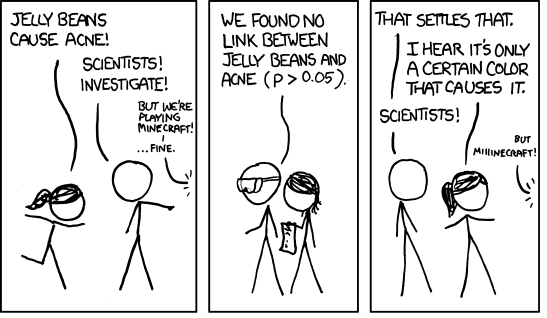 JELLY BEANS
CAUSE ACNE!
SCIENTISTS!
INVESTIGATE!
BUT WE'RE
PLAYING
MINECRAFT!
...FINE.
WE FOUND NO
LINK BETWEEN
JELLY BEANS AND
ACNE (P > 0.05).
THAT SETTLES THAT.
I HEAR IT'S ONLY
A CERTAIN COLOR
THAT CAUSES IT.
SCIENTISTS!
BUT
MIIINECRAFT!